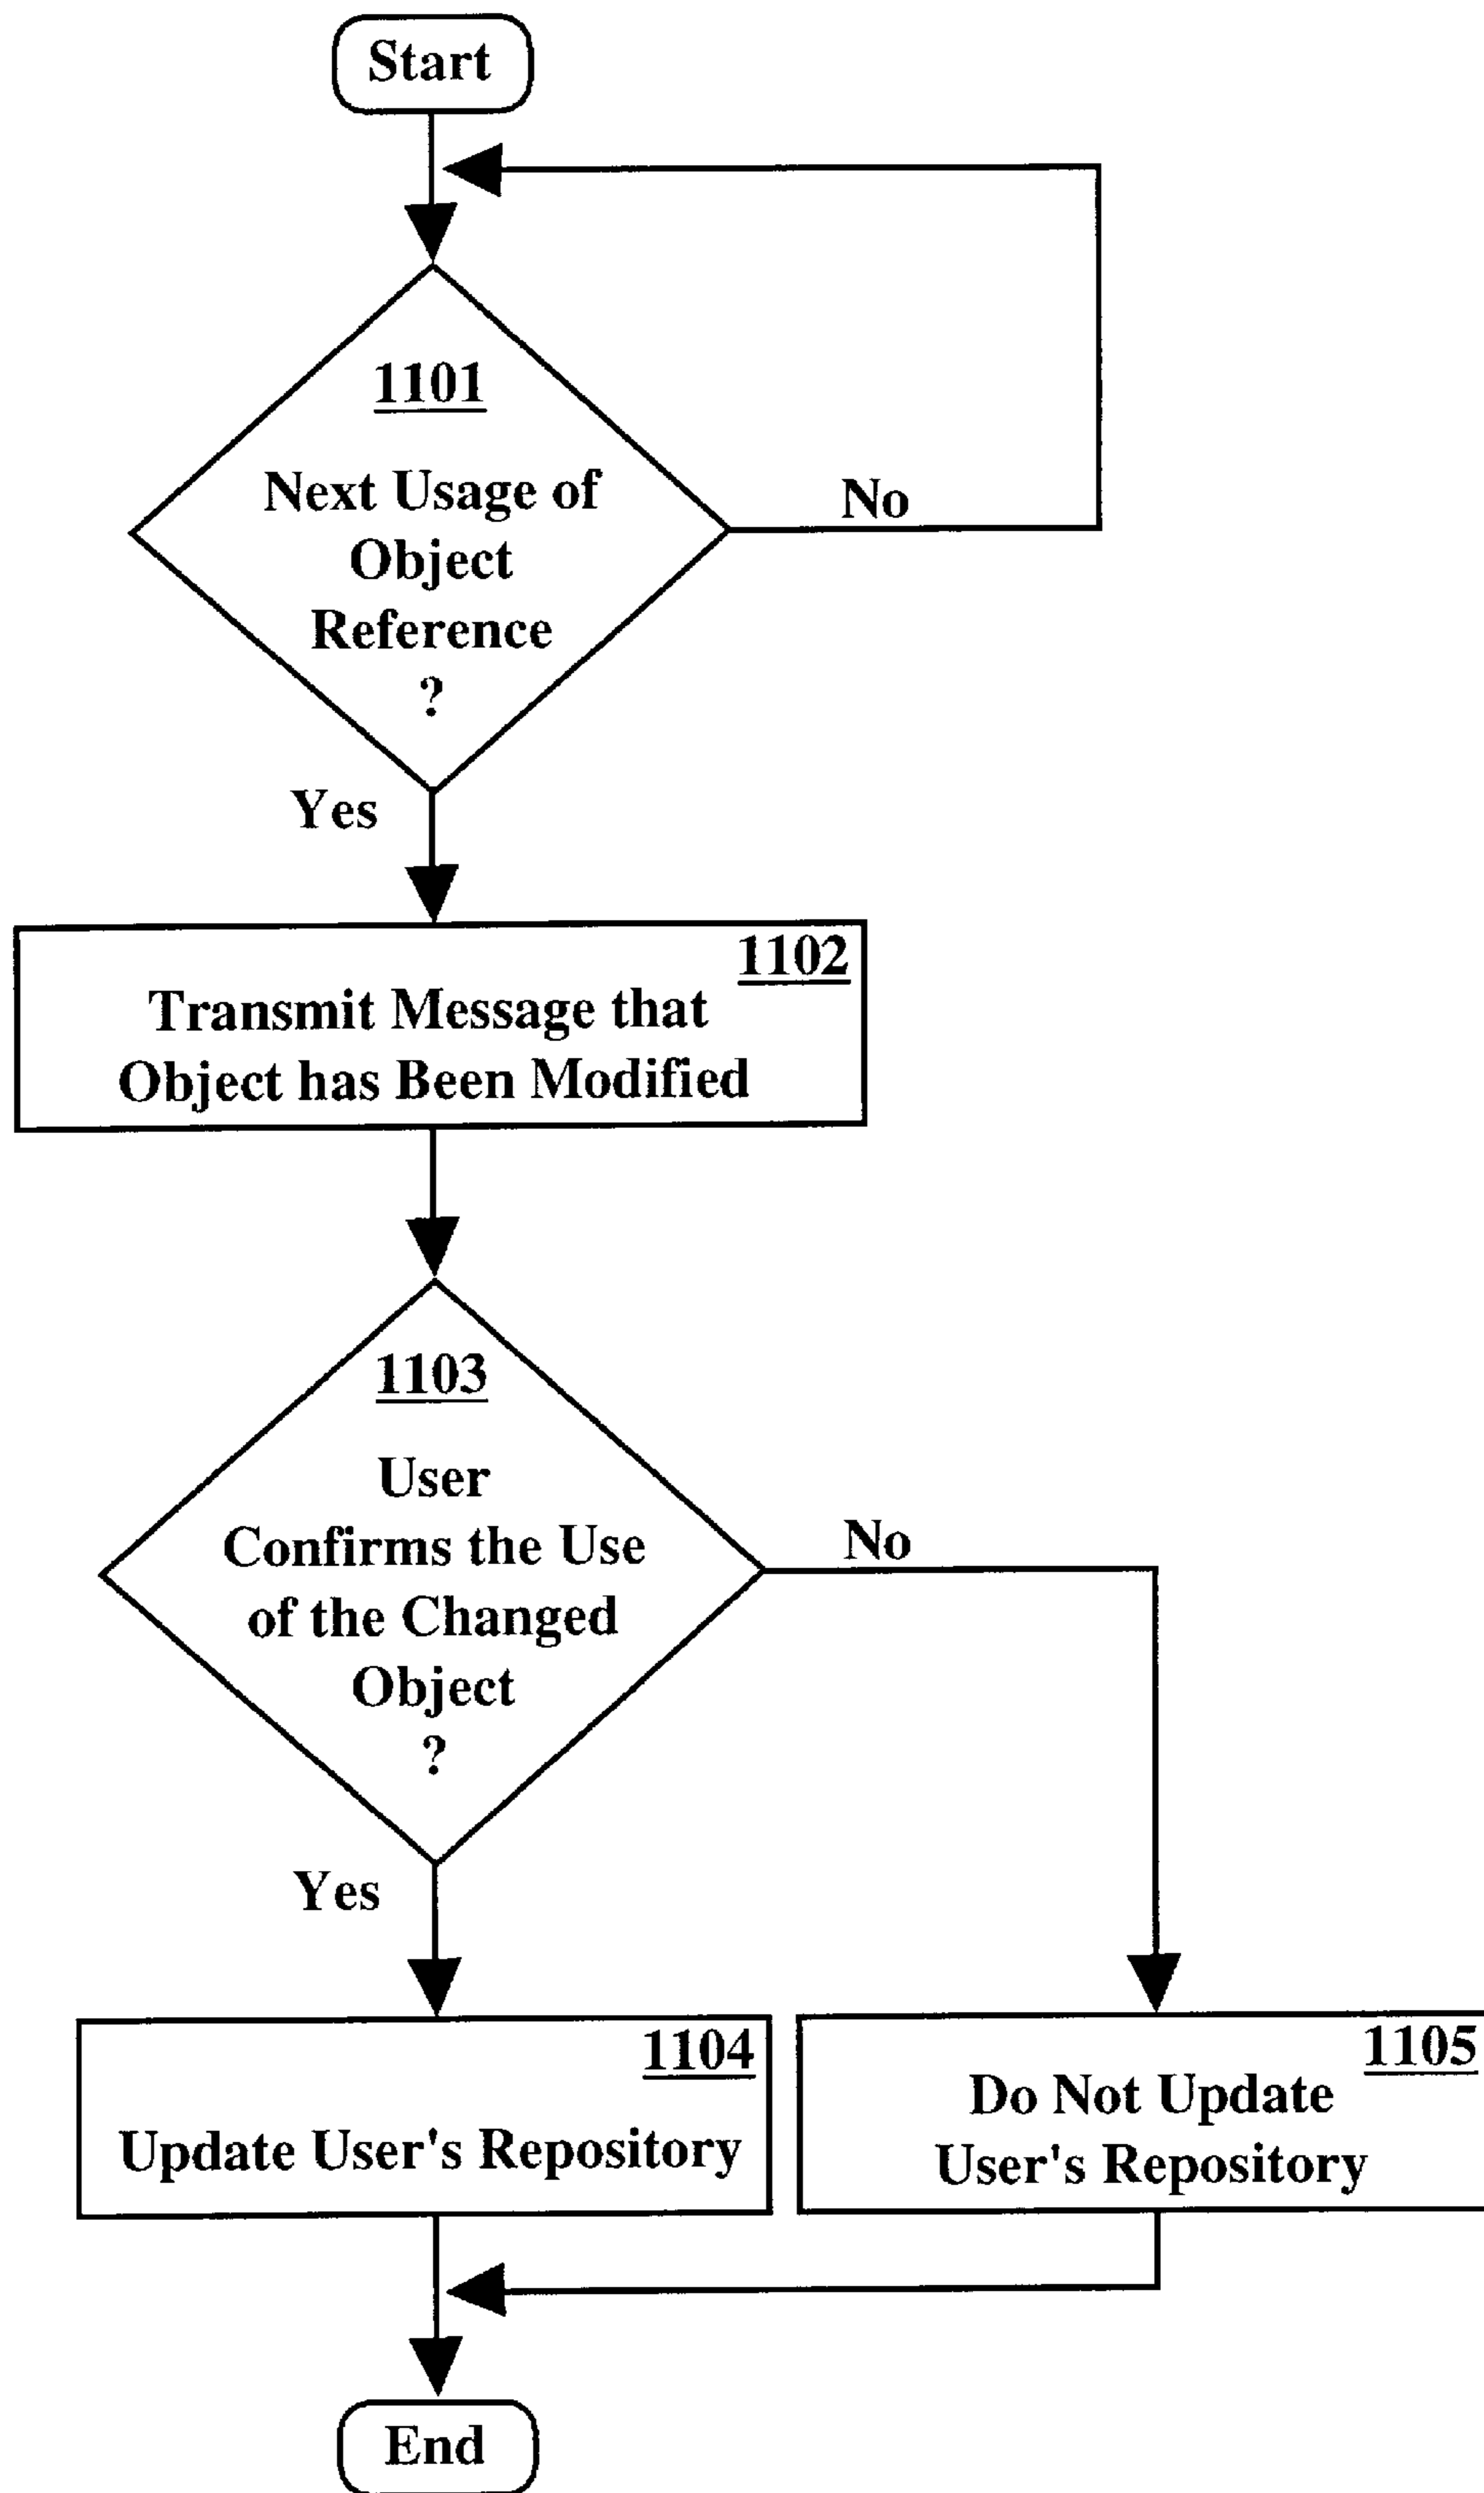 Start
1101
Next Usage of
Object
Reference
?
No
Yes
1102
Transmit Message that
Object has Been Modified
1103
User
Confirms the Use
of the Changed
Object
?
No
Yes
1104
Update User's Repository
1105
Do Not Update
User's Repository
End